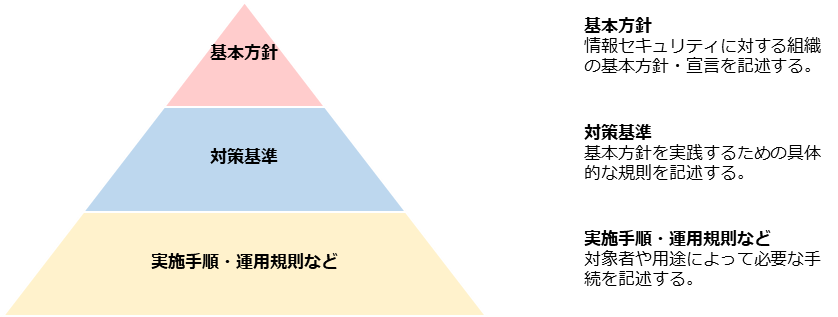 基本方針
対策基準
実施手順・運用規則など
基本方針
情報セキュリティに対する組織
の基本方針・宣言を記述する。
対策基準
基本方針を実践するための具体
的な規則を記述する。
実施手順・運用規則など
対象者や用途によって必要な手
続を記述する。